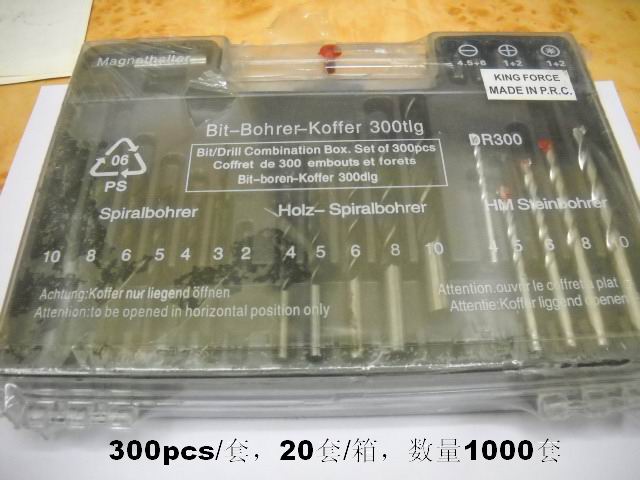 Magnethalter
4.5+6 1+2 1+2
KING FORCE
MADE IN P.R.C.
Bit-Bohrer-Koffer 300tlg
DR300
Bit/Drill Combination Box. Set of 300pcs
Coffret de 300 embouts et forets
Bit-boren-Koffer 300dlg
06
PS
Spiralbohrer Holz-Spiralbohrer HM Steinbohrer
10 8 6 5 4 3 2 4 5 6 8 10 4 5 6 8
Achtung:Koffer nur liegend öffnen
Attention:to be opened in horizontal position only
Attention:ouvrir le coffret à plat
Attentie:Koffer liggend openen
300pcs/套，20套/箱，数量1000套